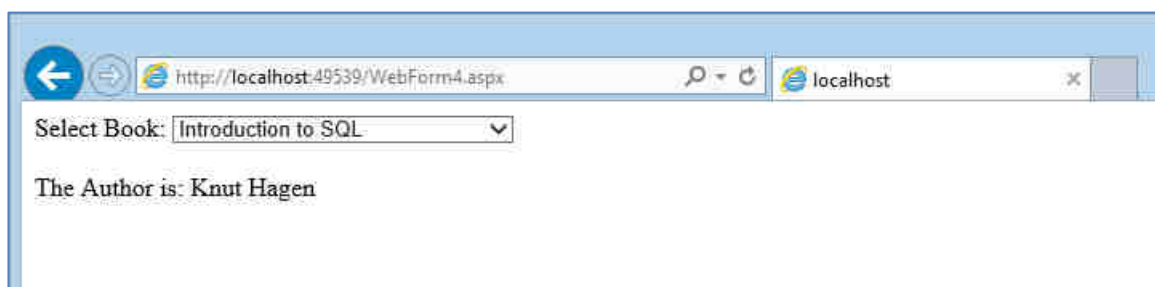 http://localhost:49539/WebForm4.aspx
localhost
Select Book: Introduction to SQL
The Author is: Knut Hagen